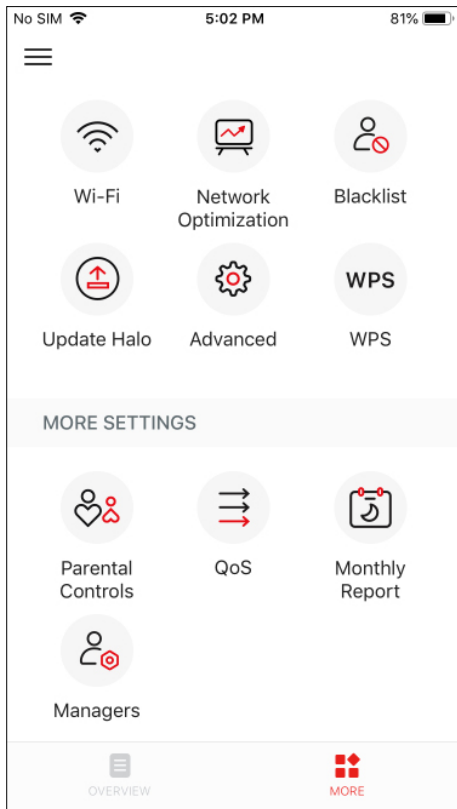 No SIM 5:02 PM 81%
Wi-Fi Network Blacklist
Optimization
WPS
Update Halo Advanced WPS
MORE SETTINGS
Parental QoS Monthly
Controls Report
Managers
OVERVIEW MORE